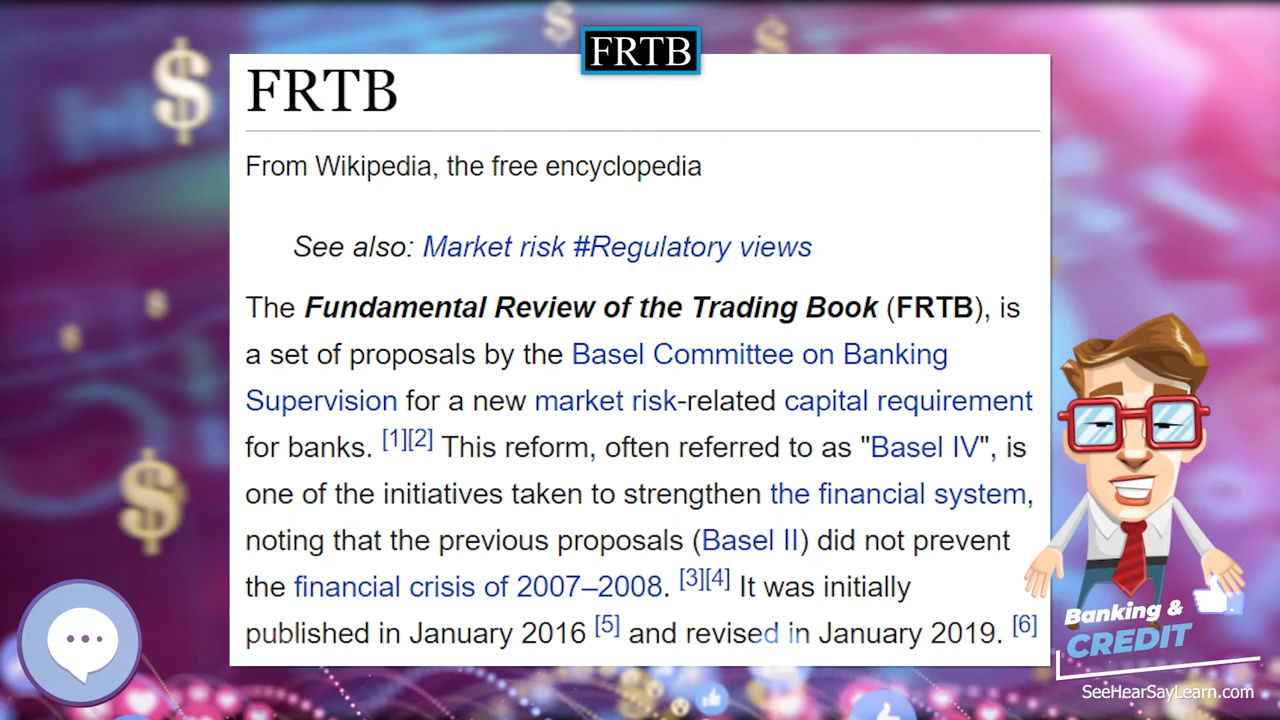 FRTB
FRTB
From Wikipedia, the free encyclopedia
See also: Market risk #Regulatory views
The Fundamental Review of the Trading Book (FRTB), is
a set of proposals by the Basel Committee on Banking
Supervision for a new market risk-related capital requirement
for banks. [1][2] This reform, often referred to as "Basel IV", is
one of the initiatives taken to strengthen the financial system,
noting that the previous proposals (Basel II) did not prevent
the financial crisis of 2007–2008. [3][4] It was initially
published in January 2016 [5] and revised in January 2019. [6]
Banking &
CREDIT
SeeHearSayLearn.com